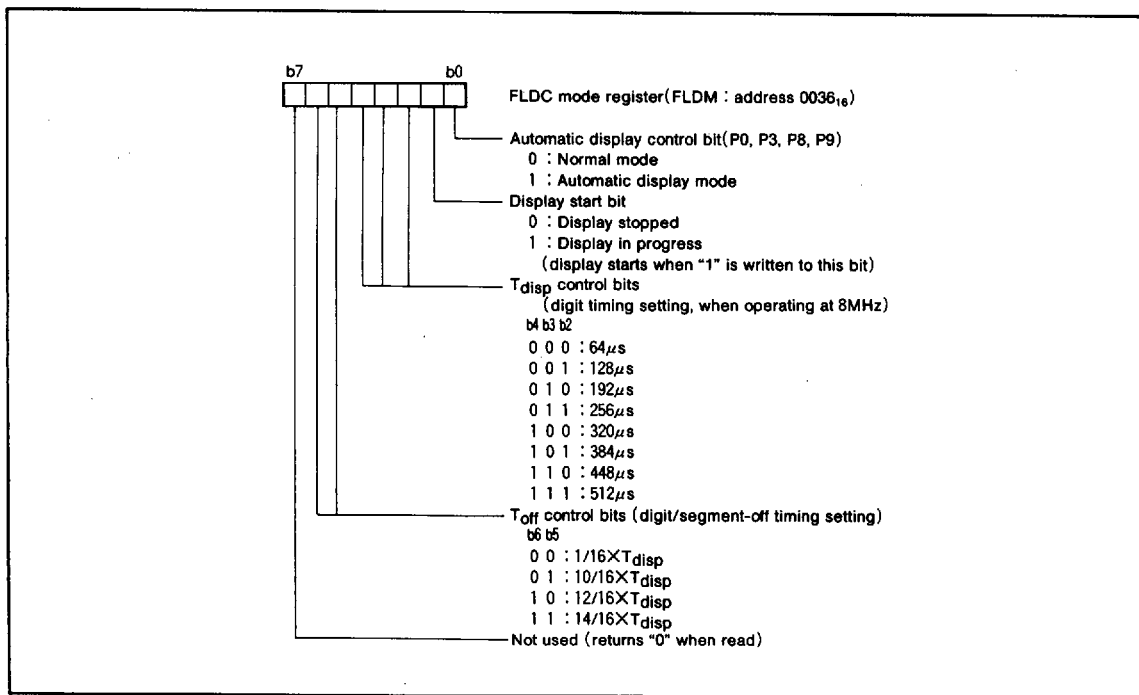 b7 b0
FLDC mode register(FLDM : address 0036₁₆)
Automatic display control bit(P0, P3, P8, P9)
0 : Normal mode
1 : Automatic display mode
Display start bit
0 : Display stopped
1 : Display in progress
(display starts when "1" is written to this bit)
Tdisp control bits
(digit timing setting, when operating at 8MHz)
b4 b3 b2
0 0 0 : 64μs
0 0 1 : 128μs
0 1 0 : 192μs
0 1 1 : 256μs
1 0 0 : 320μs
1 0 1 : 384μs
1 1 0 : 448μs
1 1 1 : 512μs
Toff control bits (digit/segment-off timing setting)
b6 b5
0 0 : 1/16×Tdisp
0 1 : 10/16×Tdisp
1 0 : 12/16×Tdisp
1 1 : 14/16×Tdisp
Not used (returns "0" when read)